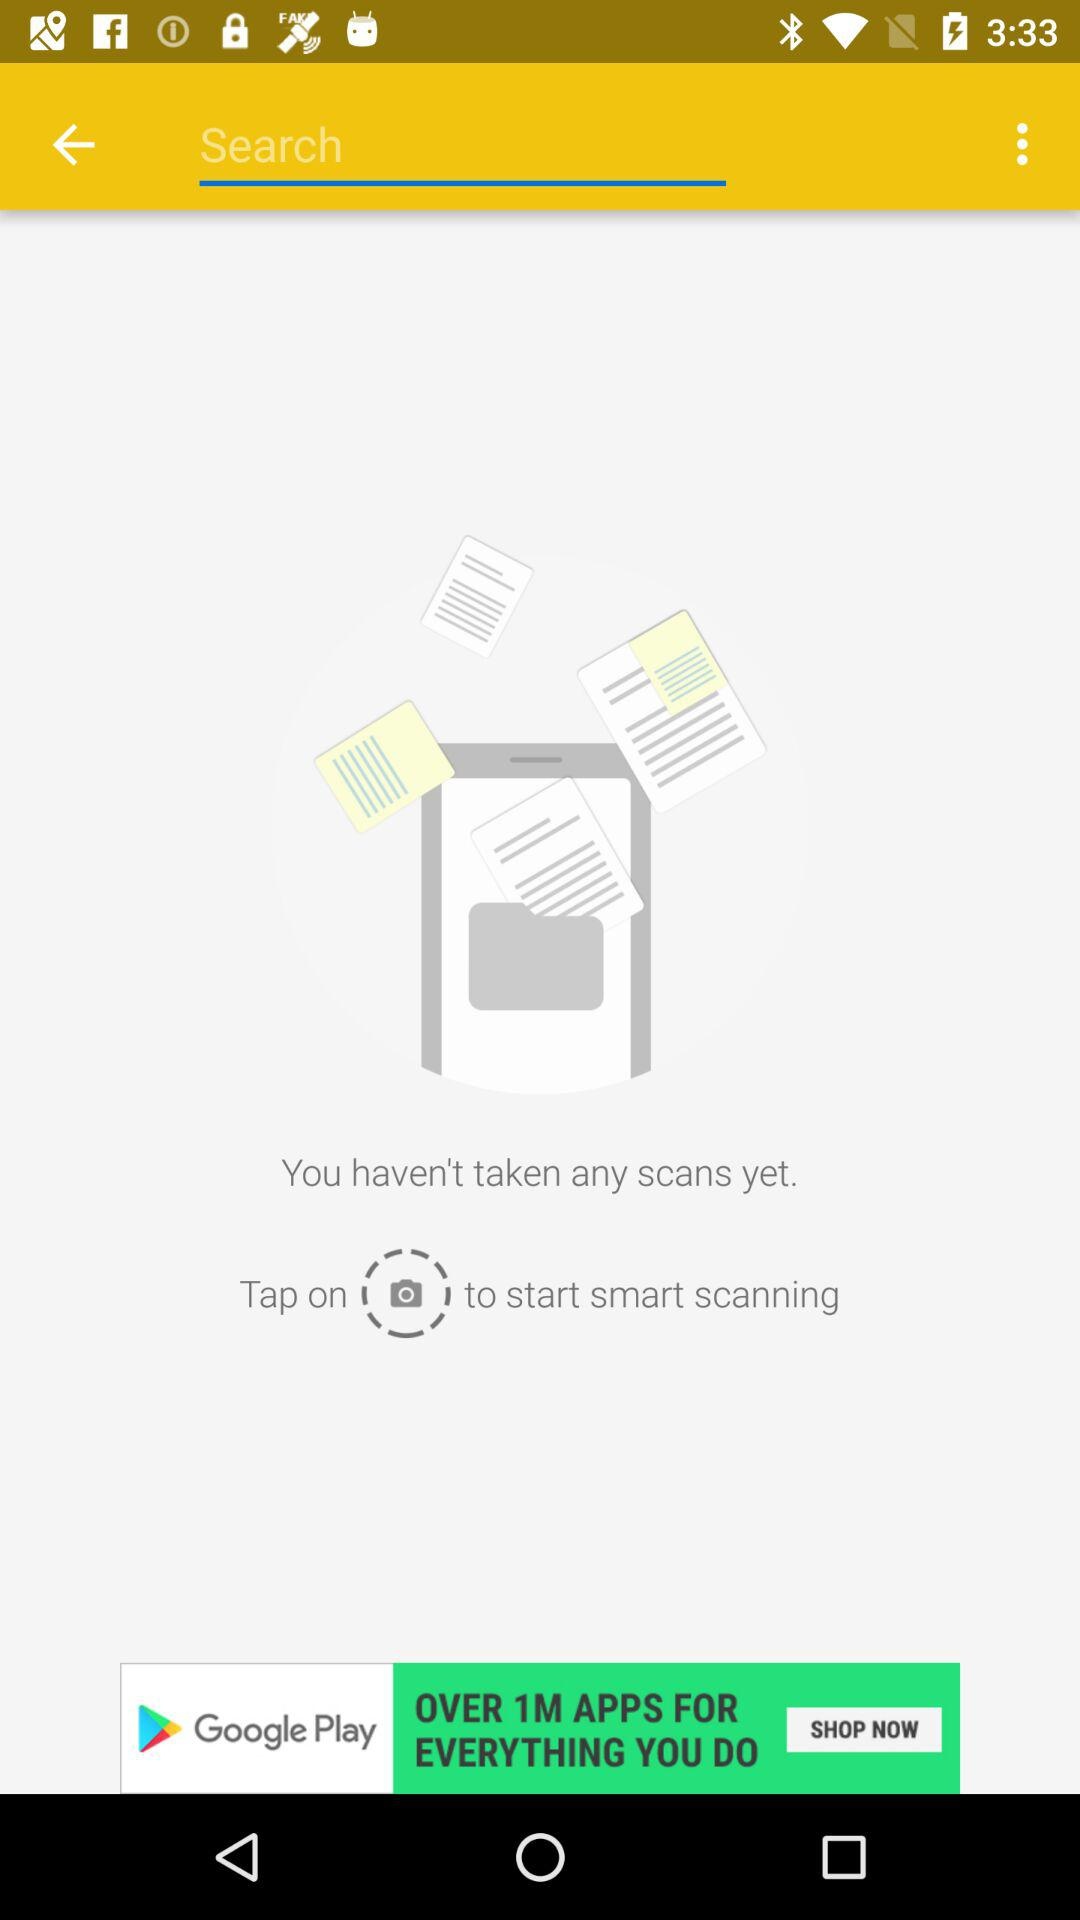 FAKE
3:33
Search
You haven't taken any scans yet.
Tap on to start smart scanning
Google Play
OVER 1M APPS FOR
EVERYTHING YOU DO
SHOP NOW